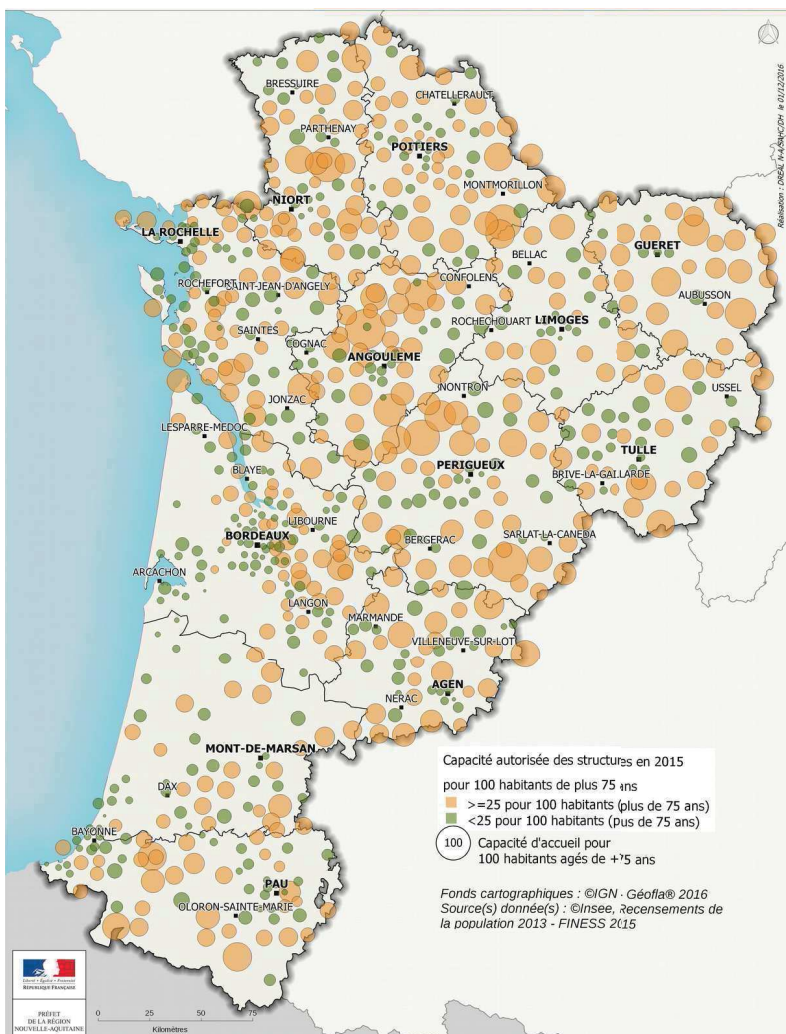 Réalisation : DREAL N-A/SAHC/DH le 01/12/2016
BRESSUIRE
CHATELLERAULT
PARTHENAY
POITIERS
MONTMORILLON
NIORT
LA ROCHELLE
GUERET
BELLAC
CONFOLENS
ROCHEFORT
SAINT-JEAN-D'ANGELY
AUBUSSON
ROCHECHOUART
LIMOGES
SAINTES
COGNAC
ANGOULEME
NONTRON
USSEL
JONZAC
LESPARRE-MEDOC
TULLE
BLAYE
PERIGUEUX
BRIVE-LA-GAILLARDE
LIBOURNE
BORDEAUX
BERGERAC
SARLAT-LA-CANEDA
ARCACHON
LANGON
MARMANDE
VILLENEUVE-SUR-LOT
AGEN
NERAC
MONT-DE-MARSAN
DAX
BAYONNE
PAU
OLORON-SAINTE-MARIE
Capacité autorisée des structures en 2015
pour 100 habitants de plus 75 ans
>=25 pour 100 habitants (plus de 75 ans)
<25 pour 100 habitants (pus de 75 ans)
100 Capacité d'accueil pour
100 habitants agés de +75 ans
Fonds cartographiques : ©IGN - Géofla® 2016
Source(s) donnée(s) : ©Insee, Recensements de
la population 2013 - FINESS 2015
Liberté • Égalité • Fraternité
RÉPUBLIQUE FRANÇAISE
PRÉFET
DE LA RÉGION
NOUVELLE-AQUITAINE
0 25 50 75
Kilomètres